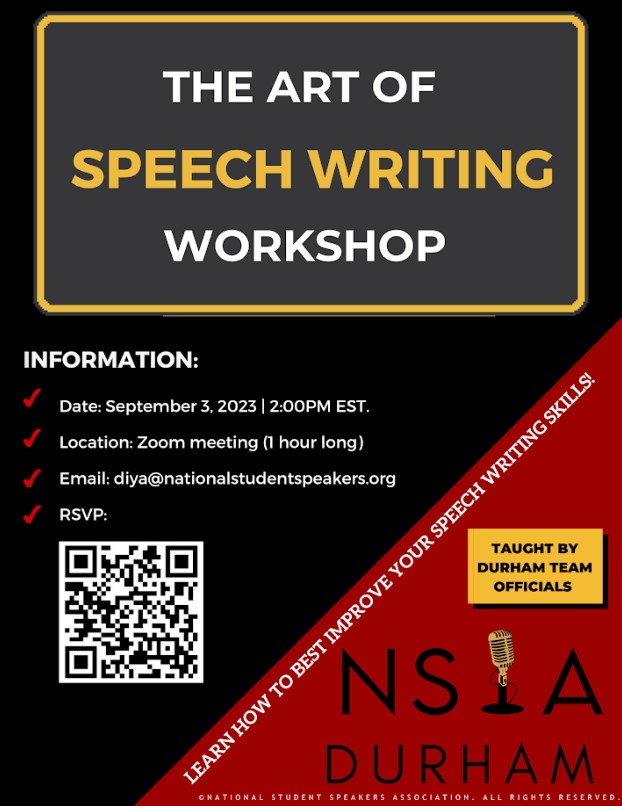 THE ART OF
SPEECH WRITING
WORKSHOP
INFORMATION:
Date: September 3, 2023 | 2:00PM EST.
Location: Zoom meeting (1 hour long)
Email: diya@nationalstudentspeakers.org
RSVP:
LEARN HOW TO BEST IMPROVE YOUR SPEECH WRITING SKILLS!
TAUGHT BY
DURHAM TEAM
OFFICIALS
NS A
DURHAM
©NATIONAL STUDENT SPEAKERS ASSOCIATION. ALL RIGHTS RESERVED.